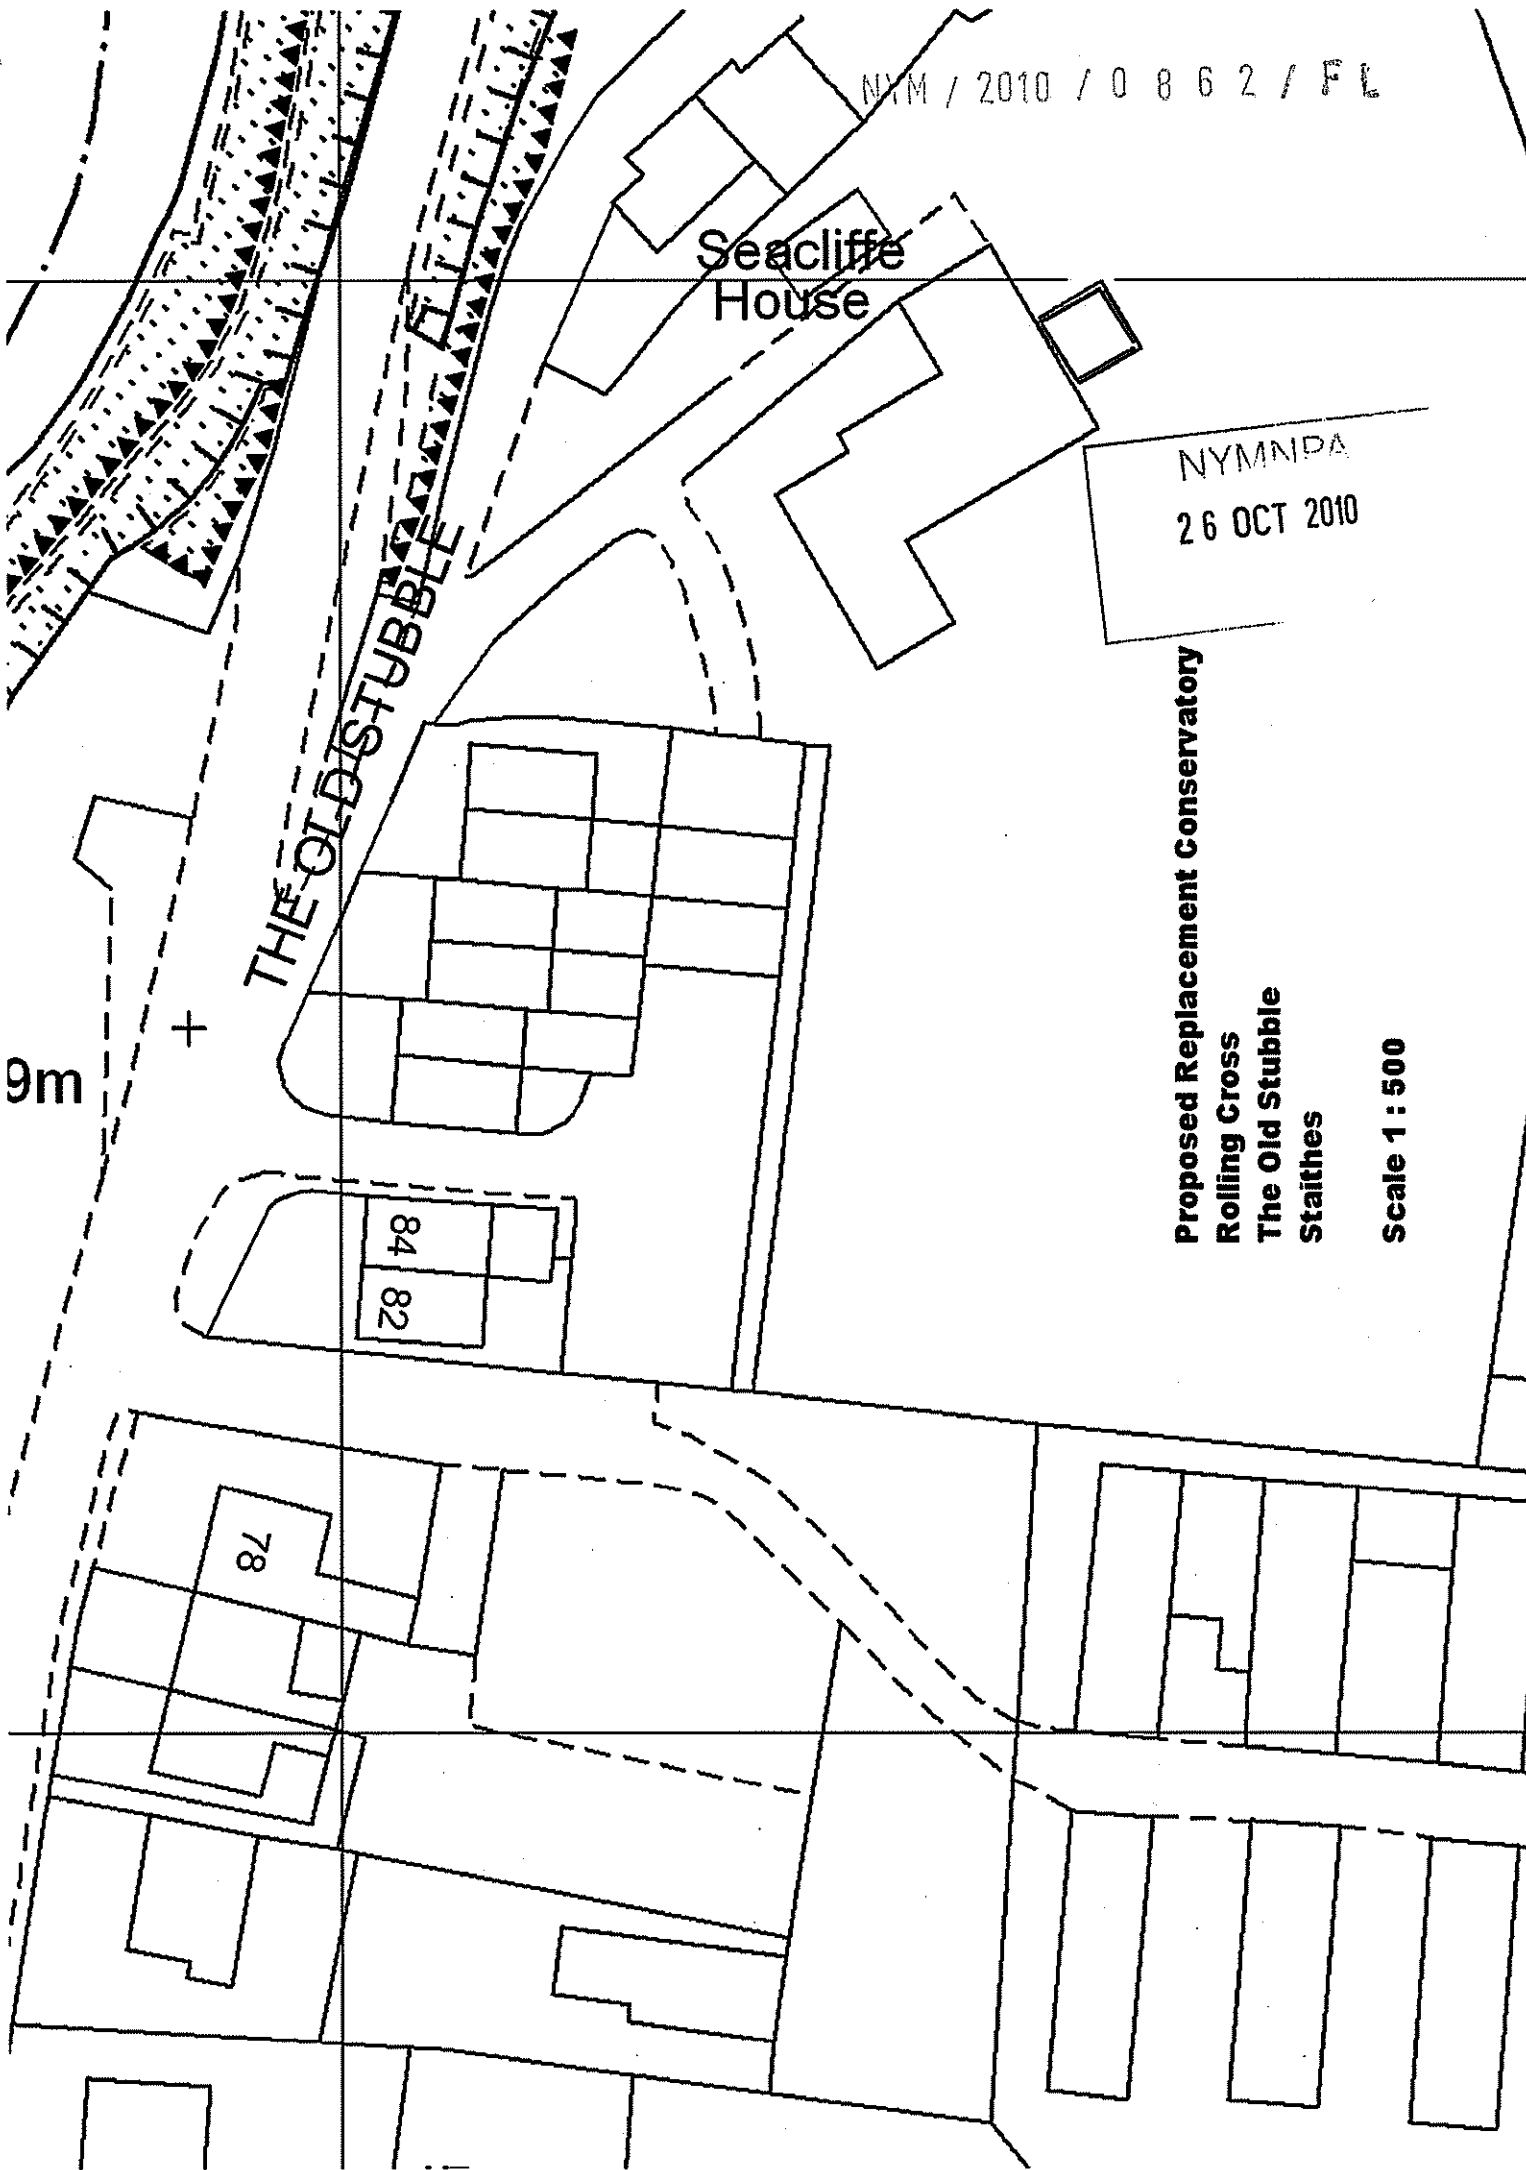 NYM / 2010 / 0 8 6 2 / F L
Seacliffe
House
NYMNPA
26 OCT 2010
THE OLD STUBBLE
9m
84
82
78
Proposed Replacement Conservatory
Rolling Cross
The Old Stubble
Staithes
Scale 1 : 500